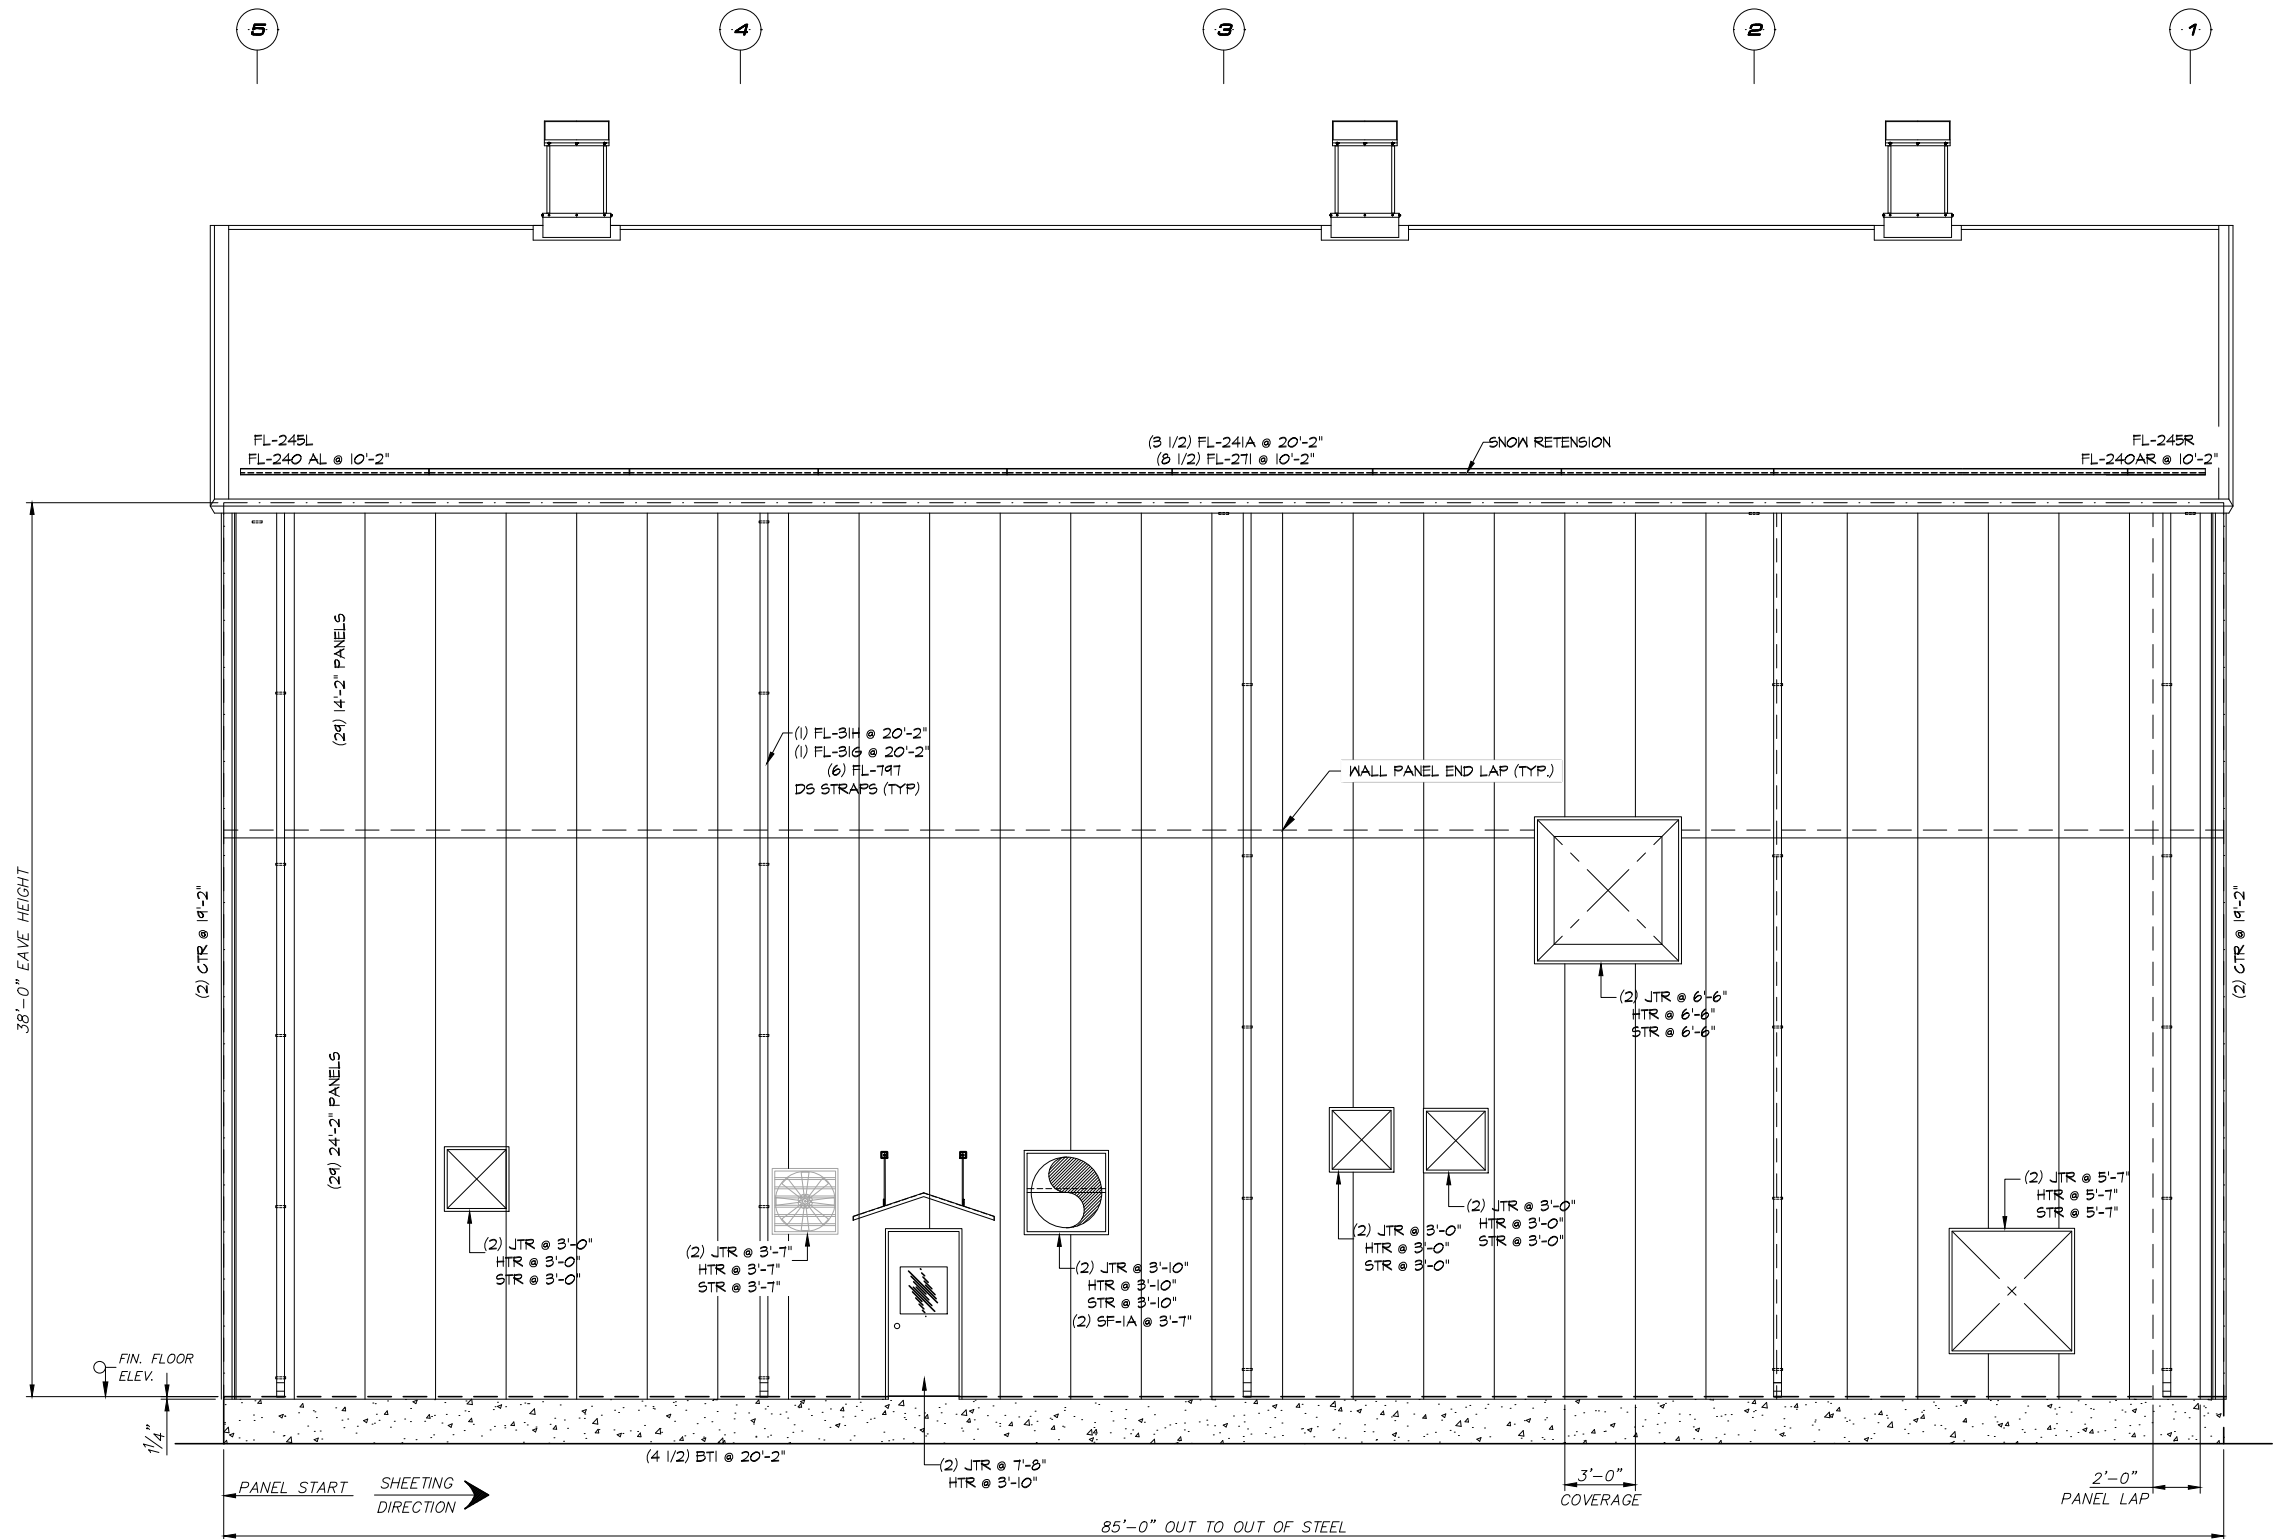 5
4
3
2
1
FL-245L
FL-240 AL @ 10'-2"
(3 1/2) FL-241A @ 20'-2"
(8 1/2) FL-271 @ 10'-2"
SNOW RETENSION
FL-245R
FL-240AR @ 10'-2"
(29) 14'-2" PANELS
(1) FL-31H @ 20'-2"
(1) FL-31G @ 20'-2"
(6) FL-797
DS STRAPS (TYP)
WALL PANEL END LAP (TYP.)
38'-0" EAVE HEIGHT
(2) CTR @ 19'-2"
(2) CTR @ 19'-2"
(2) JTR @ 6'-6"
HTR @ 6'-6"
STR @ 6'-6"
(29) 24'-2" PANELS
(2) JTR @ 3'-0"
HTR @ 3'-0"
STR @ 3'-0"
(2) JTR @ 3'-7"
HTR @ 3'-7"
STR @ 3'-7"
(2) JTR @ 3'-10"
HTR @ 3'-10"
STR @ 3'-10"
(2) SF-1A @ 3'-7"
(2) JTR @ 3'-0"
HTR @ 3'-0"
STR @ 3'-0"
(2) JTR @ 3'-0"
HTR @ 3'-0"
STR @ 3'-0"
(2) JTR @ 5'-7"
HTR @ 5'-7"
STR @ 5'-7"
FIN. FLOOR
ELEV.
1 1/4"
(4 1/2) BT1 @ 20'-2"
(2) JTR @ 7'-8"
HTR @ 3'-10"
PANEL START
SHEETING
DIRECTION
3'-0"
COVERAGE
2'-0"
PANEL LAP
85'-0" OUT TO OUT OF STEEL